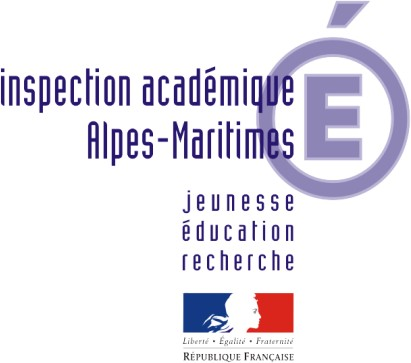 inspection académique
Alpes-Maritimes
É
jeunesse
éducation
recherche
Liberté • Égalité • Fraternité
RÉPUBLIQUE FRANÇAISE